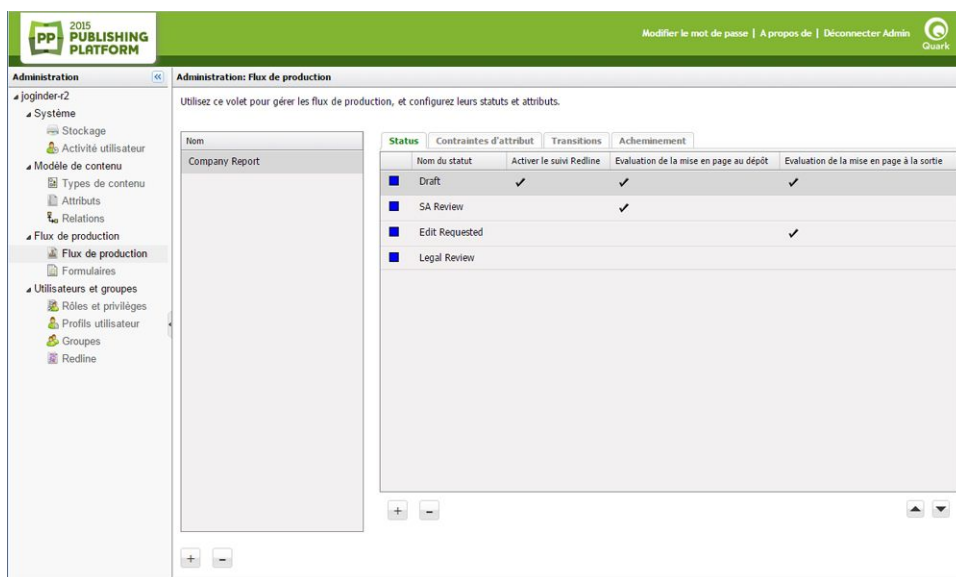 PP 2015 PUBLISHING PLATFORM
Modifier le mot de passe | A propos de | Déconnecter Admin
Quark
Administration
Administration: Flux de production
joginder-r2
Système
Stockage
Activité utilisateur
Modèle de contenu
Types de contenu
Attributs
Relations
Flux de production
Flux de production
Formulaires
Utilisateurs et groupes
Rôles et privilèges
Profils utilisateur
Groupes
Redline
Utilisez ce volet pour gérer les flux de production, et configurez leurs statuts et attributs.
Nom
Company Report
Status Contraintes d'attribut Transitions Acheminement
Nom du statut Activer le suivi Redline Evaluation de la mise en page au dépôt Evaluation de la mise en page à la sortie
Draft
SA Review
Edit Requested
Legal Review